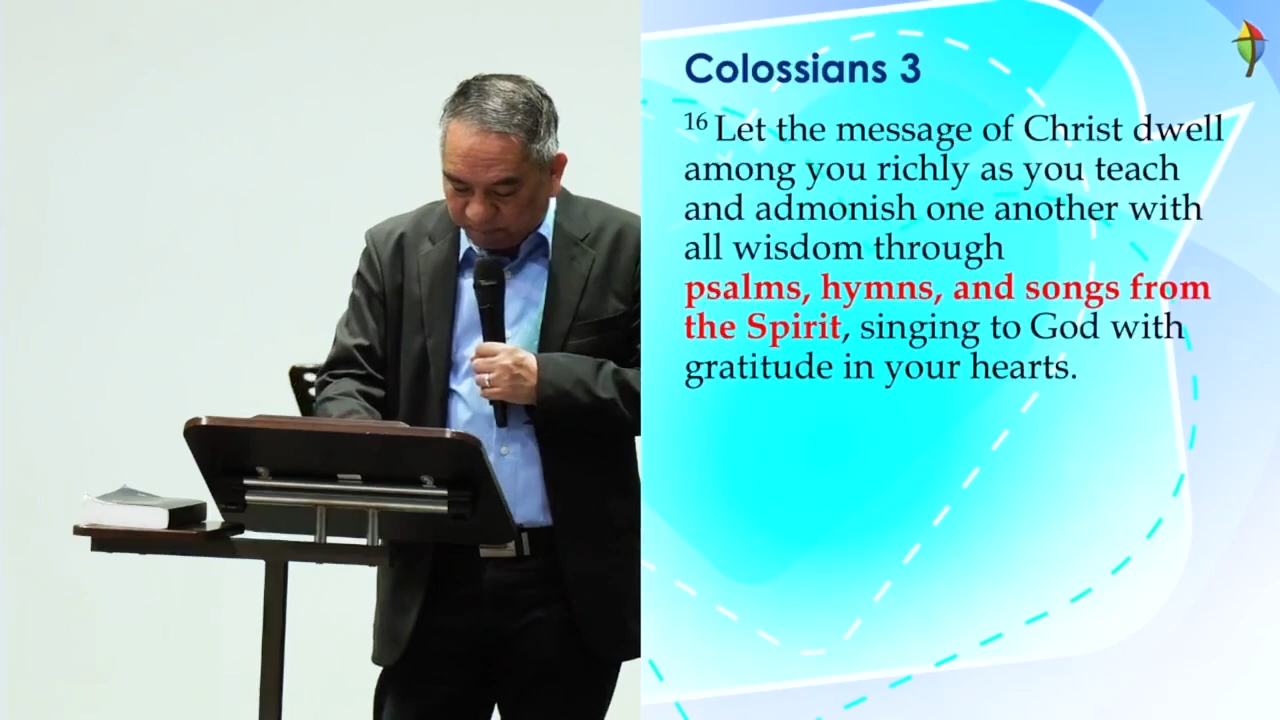 Colossians 3
16 Let the message of Christ dwell
among you richly as you teach
and admonish one another with
all wisdom through
psalms, hymns, and songs from
the Spirit, singing to God with
gratitude in your hearts.